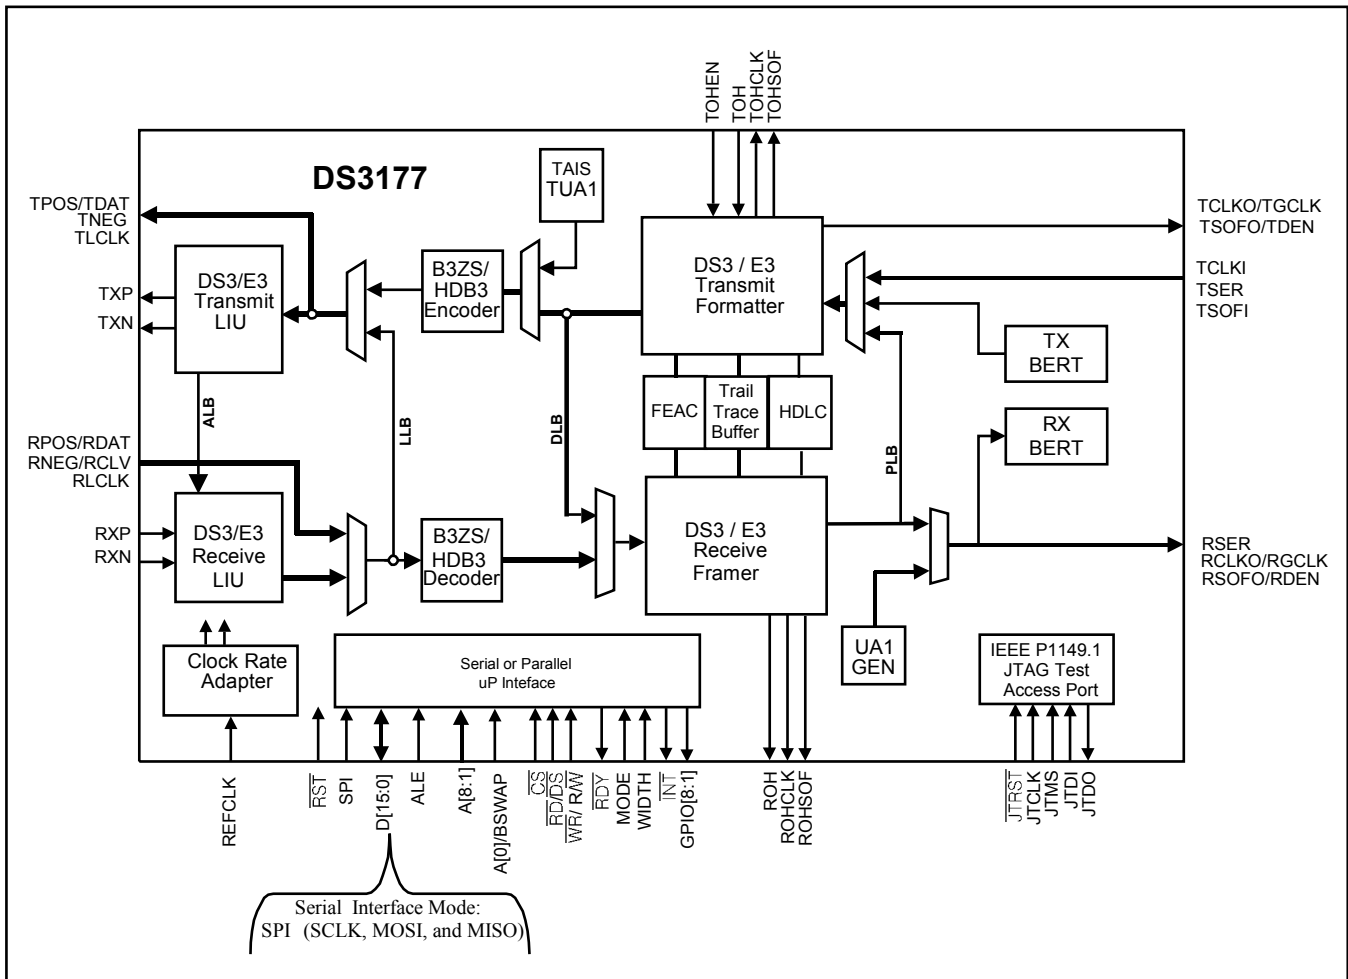 TOHEN
TOH
TOHCLK
TOHSOF
DS3177
TAIS
TUA1
TPOS/TDAT
TNEG
TLCLK
TCLKO/TGCLK
TSOFO/TDEN
DS3/E3
Transmit
LIU
B3ZS/
HDB3
Encoder
DS3 / E3
Transmit
Formatter
TCLKI
TSER
TSOFI
TXP
TXN
TX
BERT
ALB
LLB
DLB
FEAC
Trail
Trace
Buffer
HDLC
PLB
RX
BERT
RPOS/RDAT
RNEG/RCLV
RLCLK
RXP
RXN
DS3/E3
Receive
LIU
B3ZS/
HDB3
Decoder
DS3 / E3
Receive
Framer
RSER
RCLKO/RGCLK
RSOFO/RDEN
Clock Rate
Adapter
Serial or Parallel
uP Inteface
UA1
GEN
IEEE P1149.1
JTAG Test
Access Port
REFCLK
RST
SPI
D[15:0]
ALE
A[8:1]
A[0]/BSWAP
CS
RD/DS
WR/ R/W
RDY
MODE
WIDTH
INT
GPIO[8:1]
ROH
ROHCLK
ROHSOF
JTRST
JTCLK
JTMS
JTDI
JTDO
Serial Interface Mode:
SPI (SCLK, MOSI, and MISO)